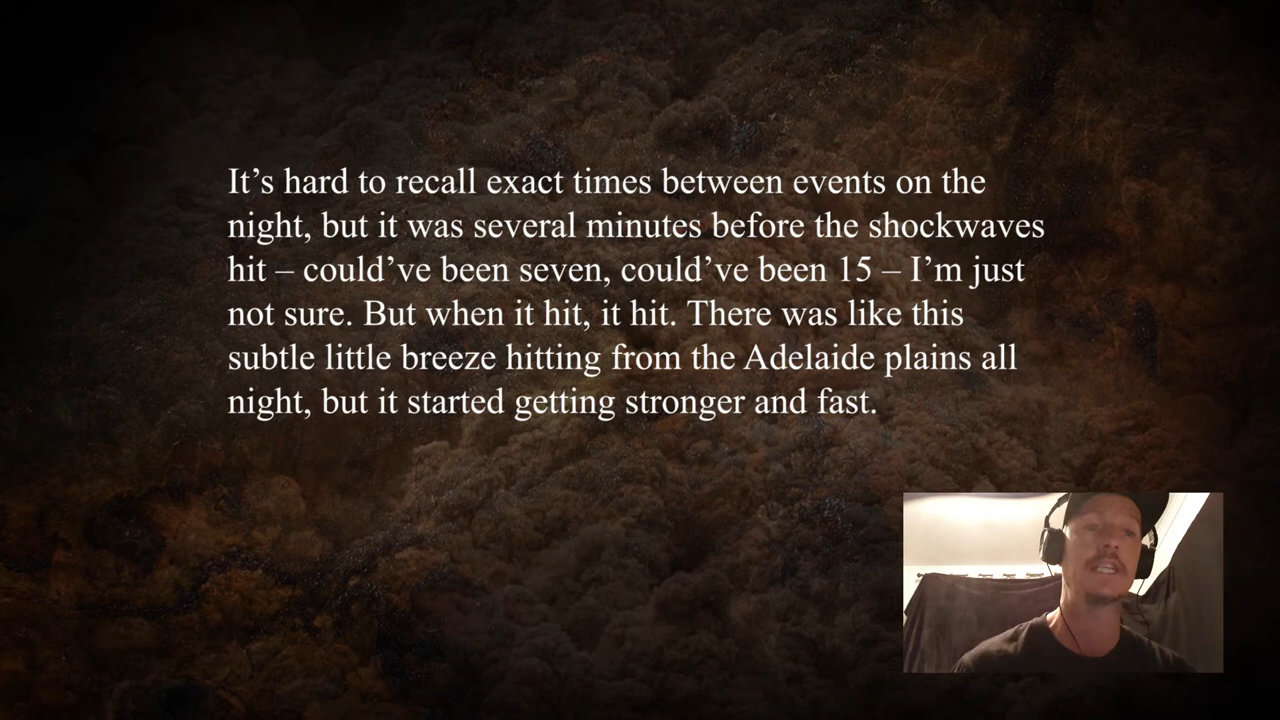 It’s hard to recall exact times between events on the
night, but it was several minutes before the shockwaves
hit – could’ve been seven, could’ve been 15 – I’m just
not sure. But when it hit, it hit. There was like this
subtle little breeze hitting from the Adelaide plains all
night, but it started getting stronger and fast.